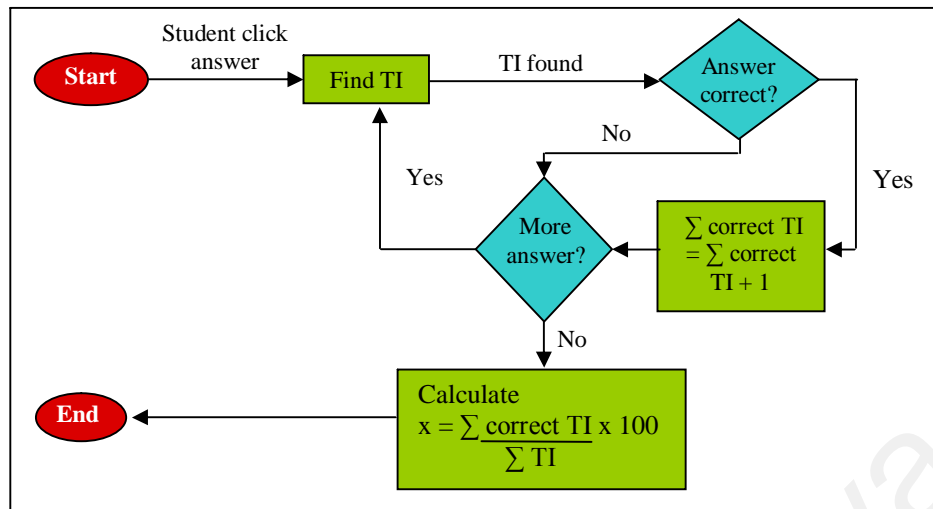 Student click
answer
Start
Find TI
TI found
Answer
correct?
No
Yes
Yes
More
answer?
∑ correct TI
= ∑ correct
TI + 1
No
Calculate
x = ∑ correct TI x 100
∑ TI
End